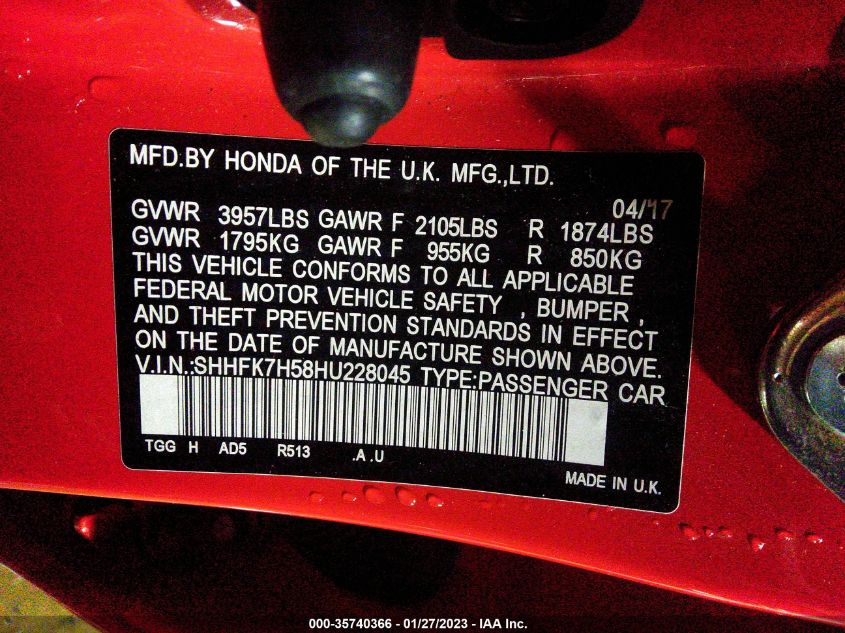 MFD.BY HONDA OF THE U.K. MFG.,LTD.
04/17
GVWR 3957LBS GAWR F 2105LBS R 1874LBS
GVWR 1795KG GAWR F 955KG R 850KG
THIS VEHICLE CONFORMS TO ALL APPLICABLE
FEDERAL MOTOR VEHICLE SAFETY , BUMPER ,
AND THEFT PREVENTION STANDARDS IN EFFECT
ON THE DATE OF MANUFACTURE SHOWN ABOVE.
V.I.N.:SHHFK7H58HU228045 TYPE:PASSENGER CAR
TGG H AD5 R513 .A .U
MADE IN U.K.
000-35740366 - 01/27/2023 - IAA Inc.